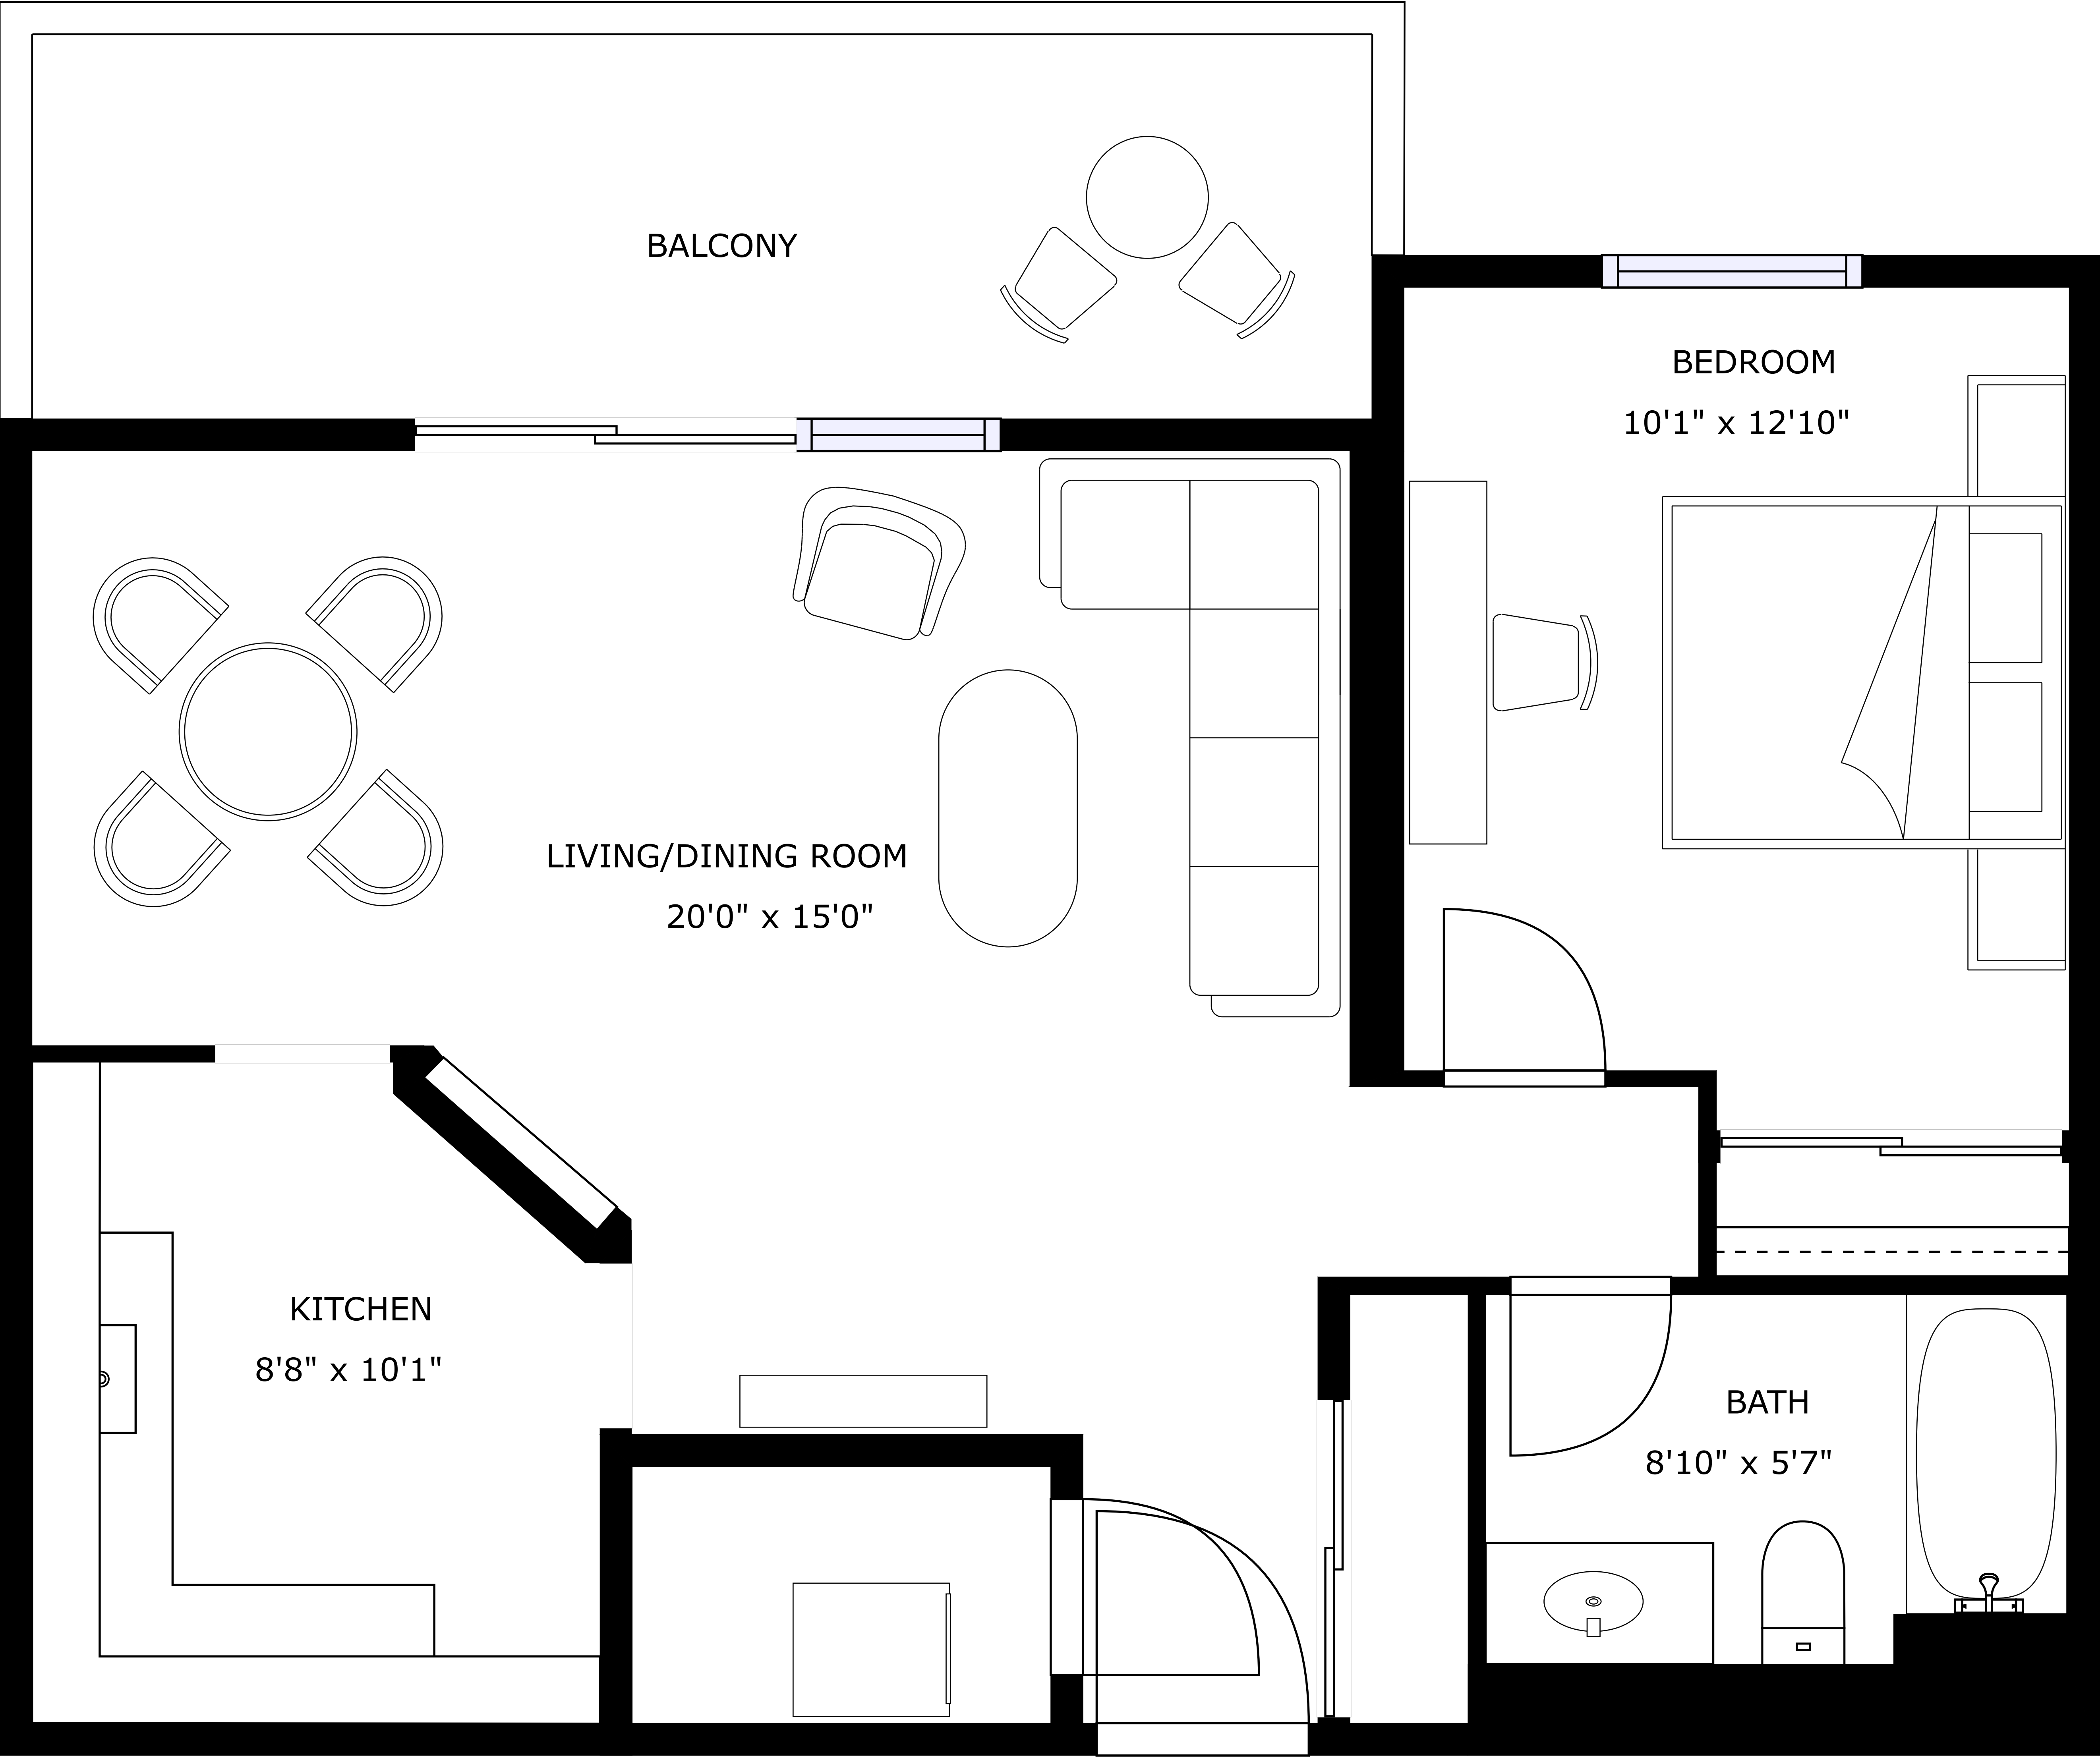 BALCONY
BEDROOM
10'1" x 12'10"
LIVING/DINING ROOM
20'0" x 15'0"
KITCHEN
8'8" x 10'1"
BATH
8'10" x 5'7"